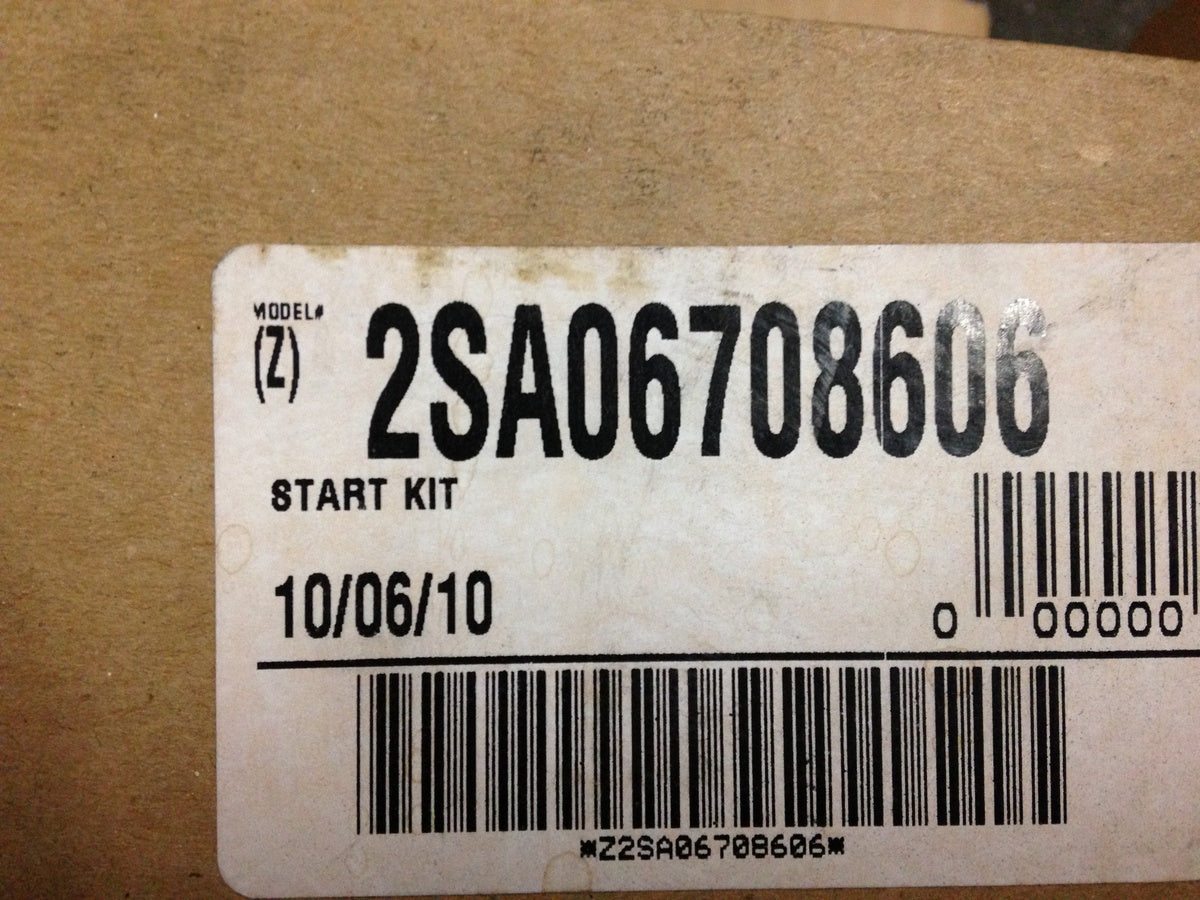 MODEL#
(Z) 2SA06708606
START KIT
10/06/10
0 00000
*Z2SA06708606*